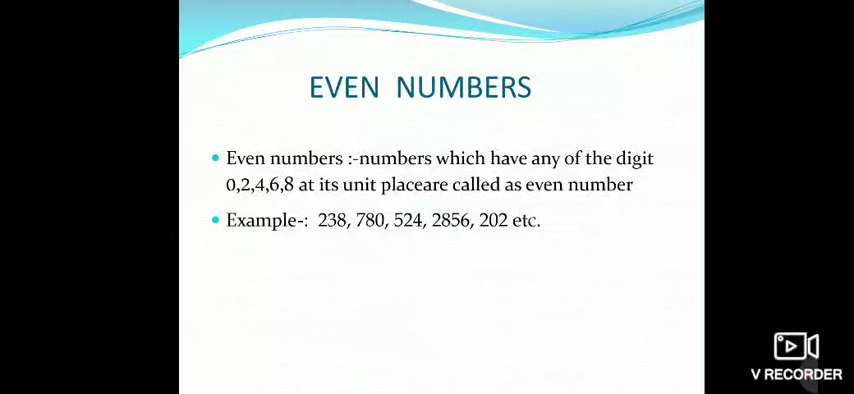 EVEN NUMBERS
Even numbers :-numbers which have any of the digit
0,2,4,6,8 at its unit placeare called as even number
Example-: 238, 780, 524, 2856, 202 etc.
V RECORDER